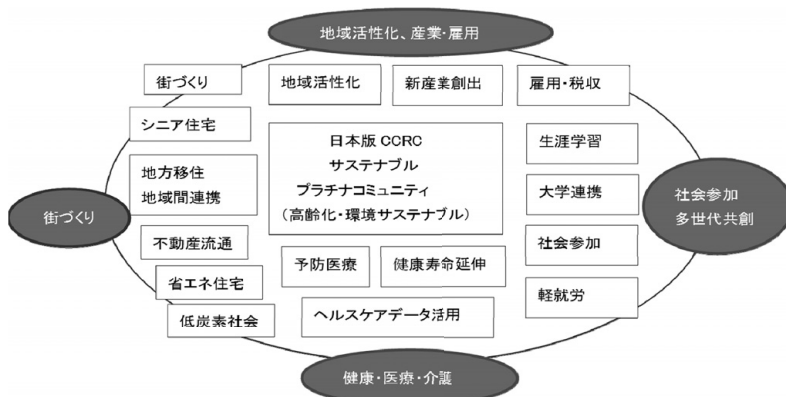 地域活性化、産業・雇用
街づくり
地域活性化
新産業創出
雇用・税収
シニア住宅
日本版 CCRC
サステナブル
プラチナコミュニティ
(高齢化・環境サステナブル)
生涯学習
地方移住
地域間連携
大学連携
社会参加
多世代共創
街づくり
不動産流通
社会参加
予防医療
健康寿命延伸
省エネ住宅
軽就労
低炭素社会
ヘルスケアデータ活用
健康・医療・介護